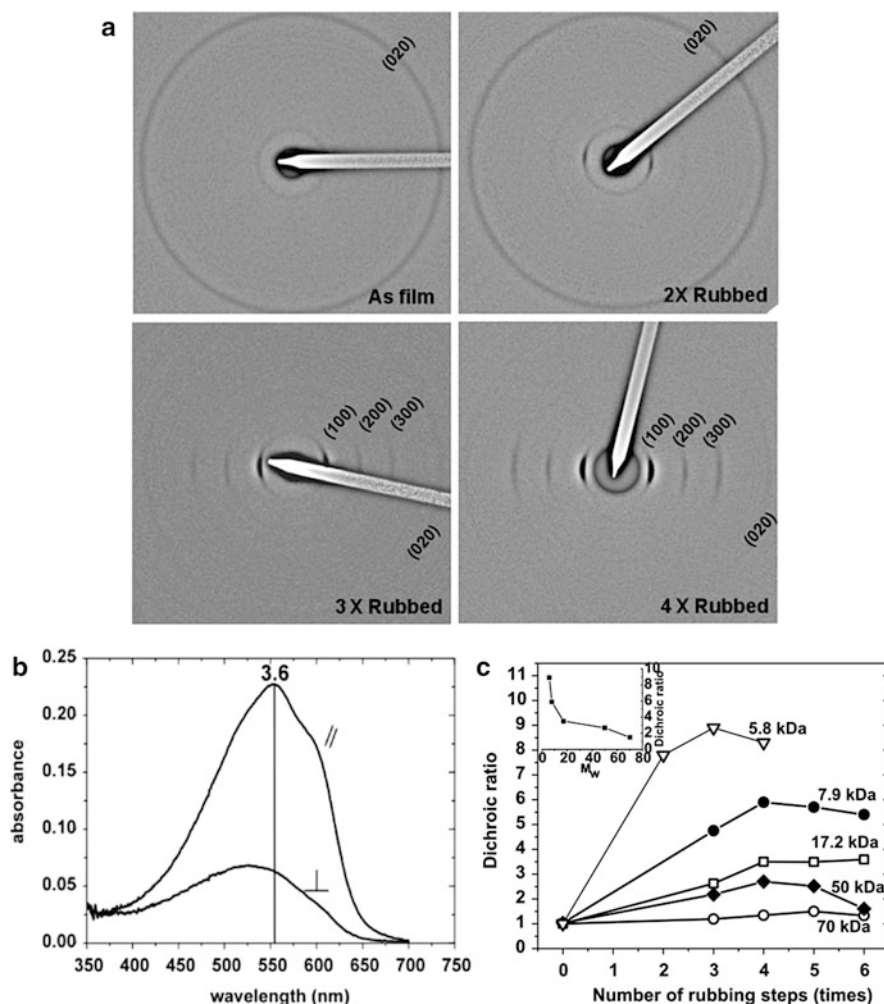 a
(020)
As film
(020)
2X Rubbed
(100)
(200)
(300)
(020)
3 X Rubbed
(100)
(200)
(300)
(020)
4 X Rubbed
b
0.25
0.20
0.15
0.10
0.05
0.00
absorbance
3.6
//
⊥
350 400 450 500 550 600 650 700 750
wavelength (nm)
c
11
10
9
8
7
6
5
4
3
2
1
0
Dichroic ratio
10
8
6
4
2
0
Dichroic ratio
0 20 40 60 80
Mw
5.8 kDa
7.9 kDa
17.2 kDa
50 kDa
70 kDa
0 1 2 3 4 5 6
Number of rubbing steps (times)